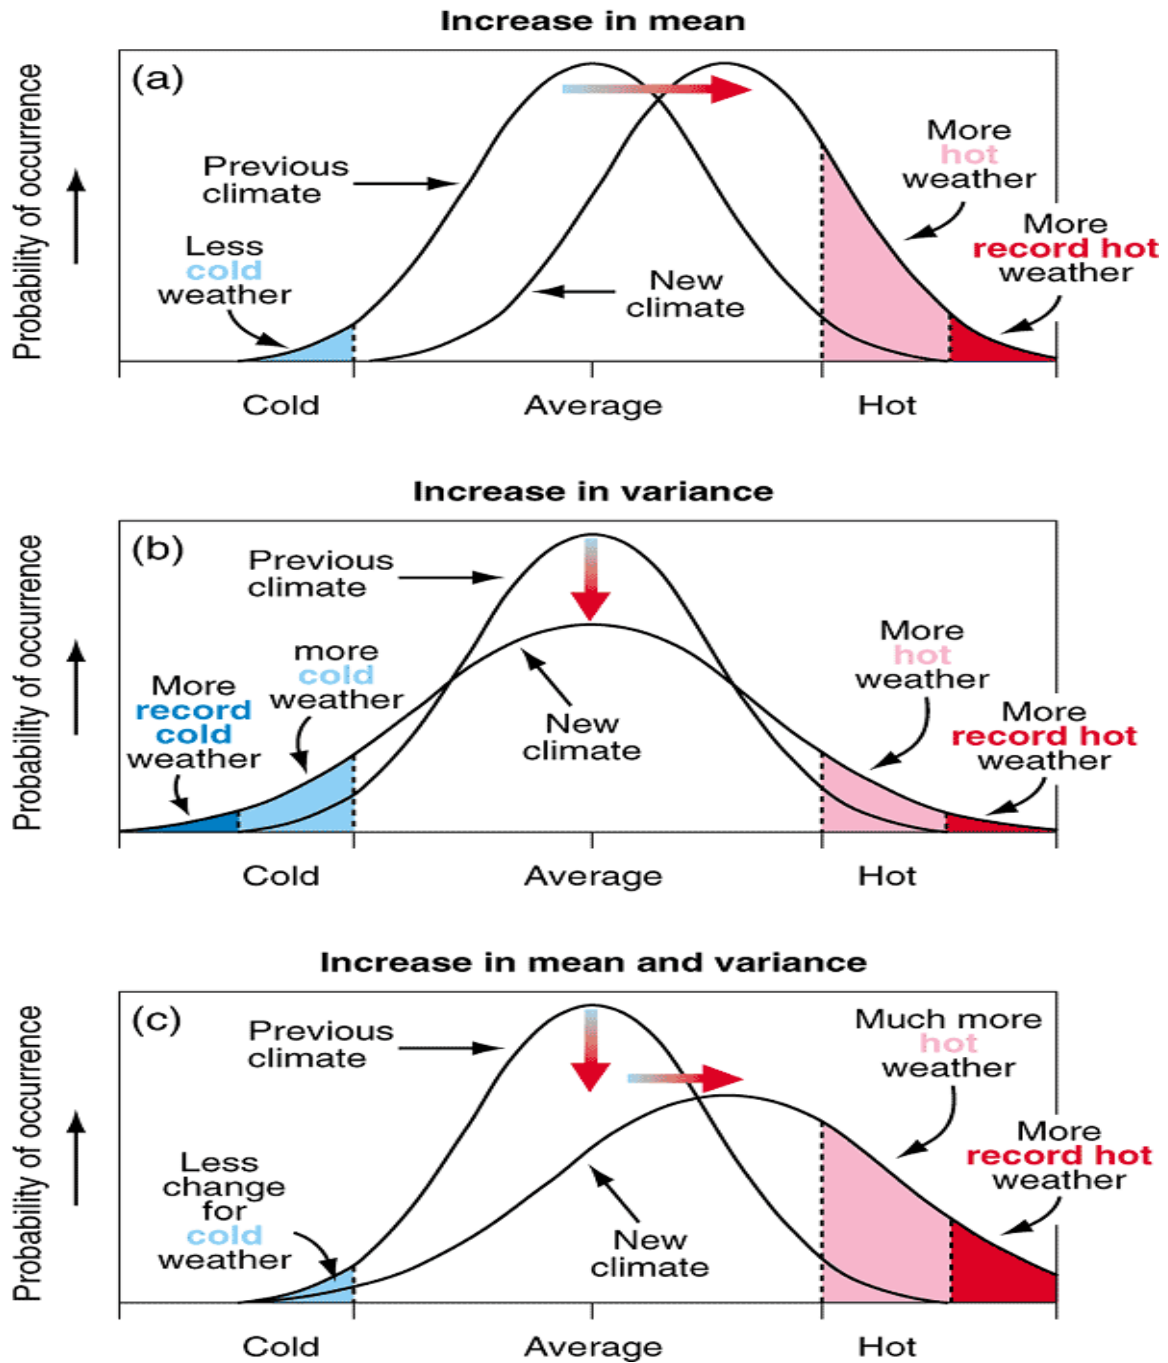 Increase in mean
(a)
Probability of occurrence
Previous
climate
Less
cold
weather
New
climate
More
hot
weather
More
record hot
weather
Cold
Average
Hot
Increase in variance
(b)
Probability of occurrence
Previous
climate
more
cold
weather
More
record
cold
weather
New
climate
More
hot
weather
More
record hot
weather
Cold
Average
Hot
Increase in mean and variance
(c)
Probability of occurrence
Previous
climate
Less
change
for
cold
weather
New
climate
Much more
hot
weather
More
record hot
weather
Cold
Average
Hot